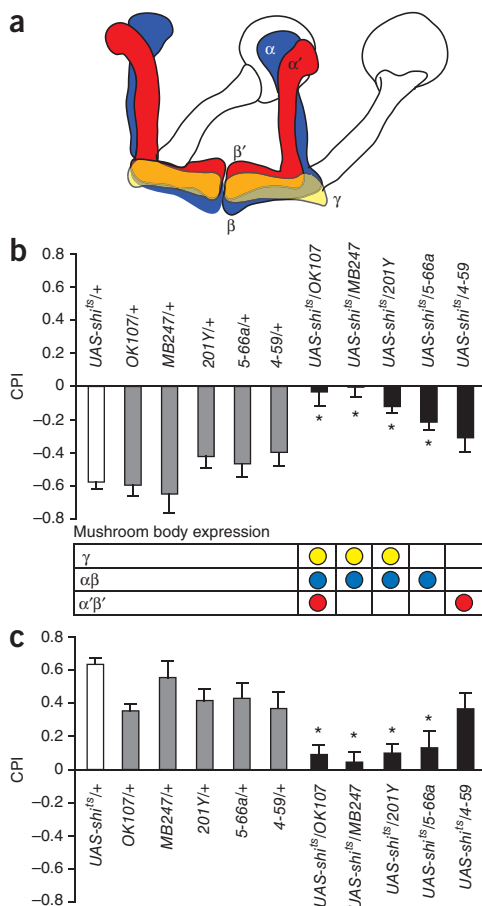 a
α
α′
β′
γ
β
b
UAS-shi^ts/+
OK107/+
MB247/+
201Y/+
5-66a/+
4-59/+
UAS-shi^ts/OK107
UAS-shi^ts/MB247
UAS-shi^ts/201Y
UAS-shi^ts/5-66a
UAS-shi^ts/4-59
CPI
0.8
0.6
0.4
0.2
0
–0.2
–0.4
–0.6
–0.8
* * * *
Mushroom body expression
γ
αβ
α′β′
c
CPI
0.8
0.6
0.4
0.2
0
–0.2
–0.4
–0.6
–0.8
* * * *
UAS-shi^ts/+
OK107/+
MB247/+
201Y/+
5-66a/+
4-59/+
UAS-shi^ts/OK107
UAS-shi^ts/MB247
UAS-shi^ts/201Y
UAS-shi^ts/5-66a
UAS-shi^ts/4-59